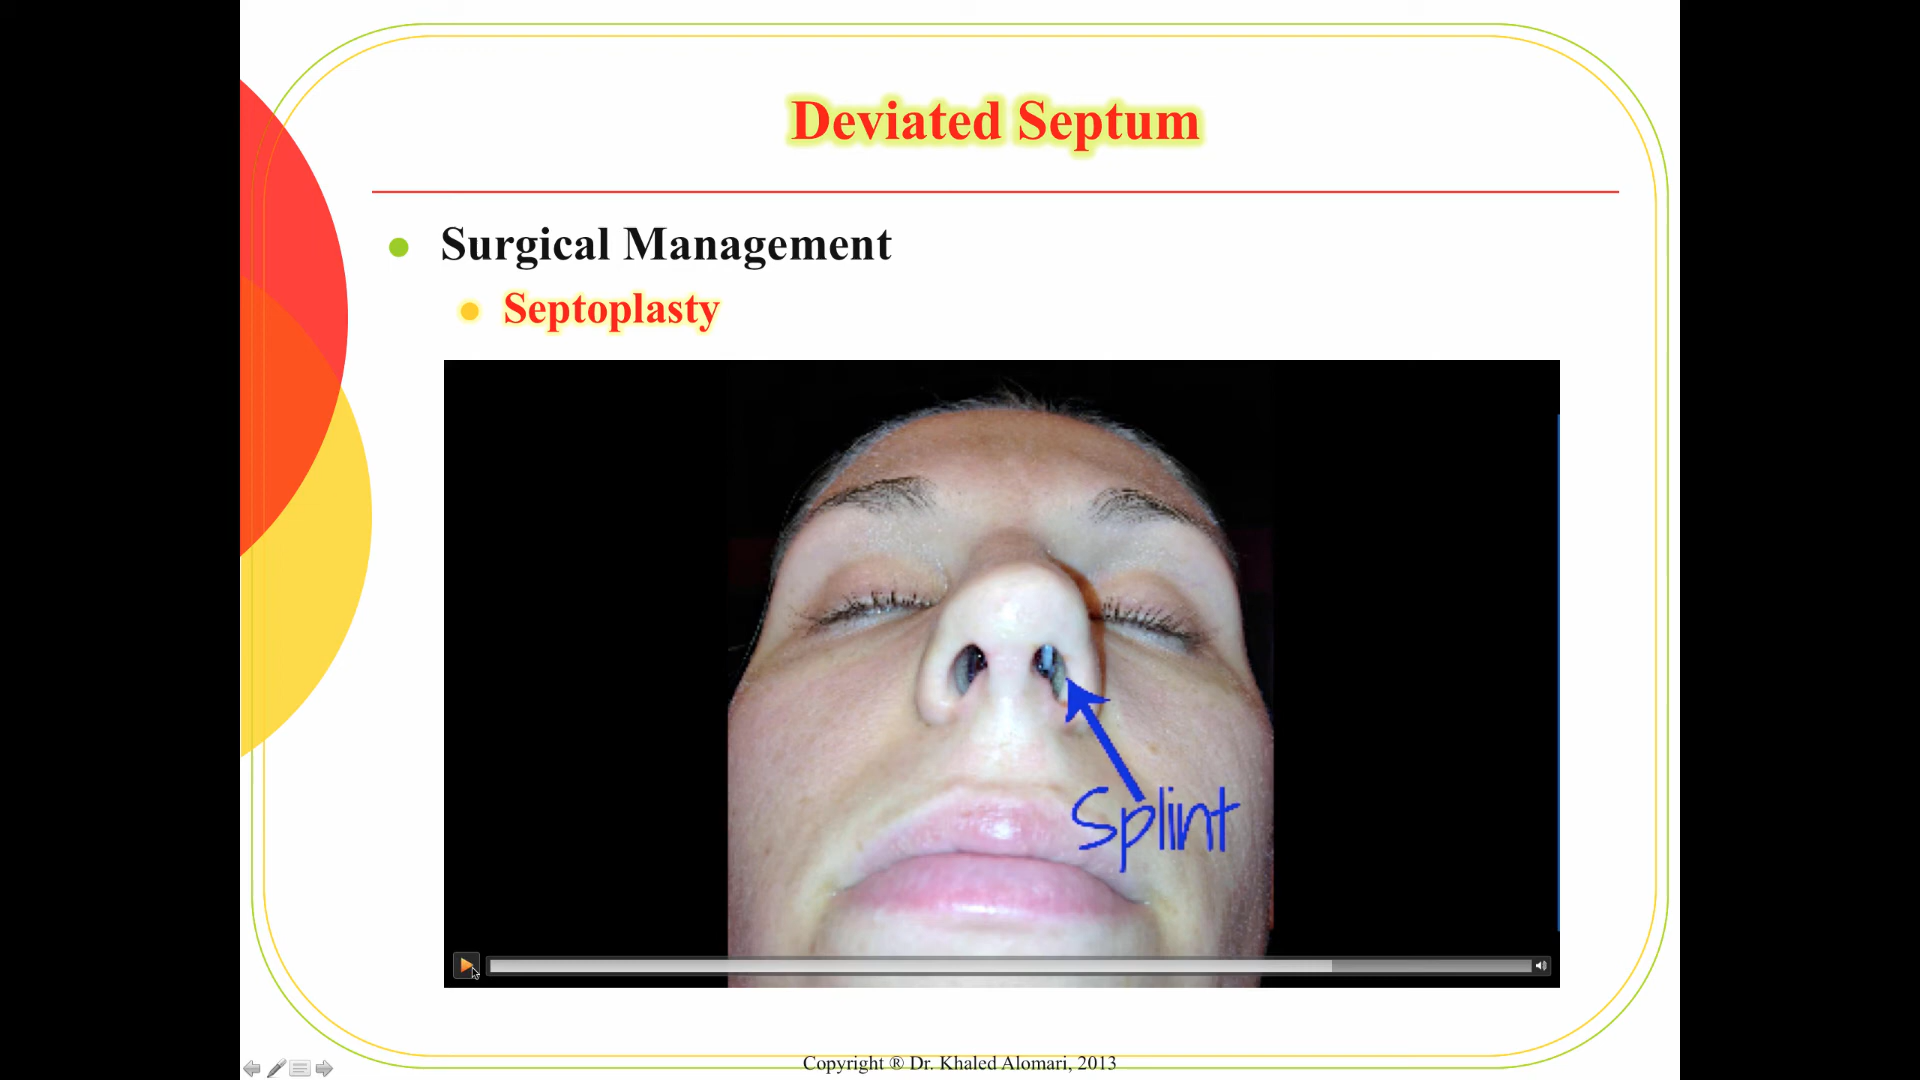 Deviated Septum
Surgical Management
Septoplasty
Splint
Copyright ® Dr. Khaled Alomari, 2013